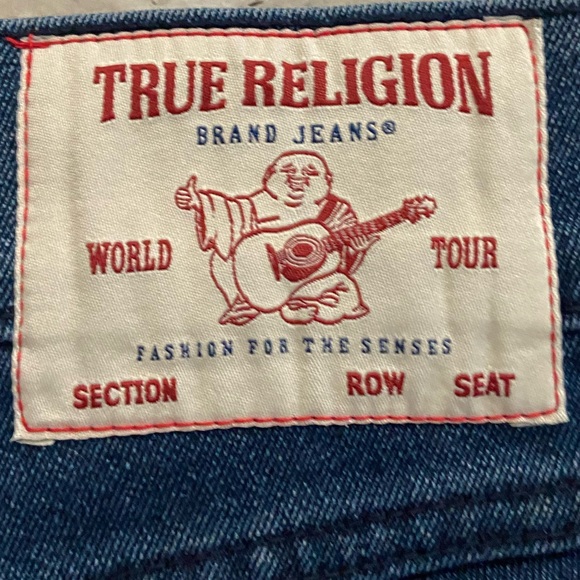 TRUE RELIGION
BRAND JEANS®
WORLD TOUR
FASHION FOR THE SENSES
SECTION ROW SEAT